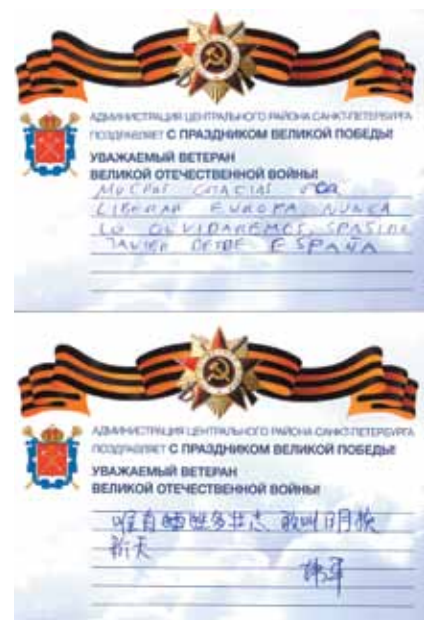 АДМИНИСТРАЦИЯ ЦЕНТРАЛЬНОГО РАЙОНА САНКТ-ПЕТЕРБУРГА
ПОЗДРАВЛЯЕТ С ПРАЗДНИКОМ ВЕЛИКОЙ ПОБЕДЫ!
УВАЖАЕМЫЙ ВЕТЕРАН
ВЕЛИКОЙ ОТЕЧЕСТВЕННОЙ ВОЙНЫ!
MUCHAS GRACIAS POR
LIBERAR EUROPA, NUNCA
LO OLVIDAREMOS, SPASIBO
JAVIER DESDE ESPAÑA
АДМИНИСТРАЦИЯ ЦЕНТРАЛЬНОГО РАЙОНА САНКТ-ПЕТЕРБУРГА
ПОЗДРАВЛЯЕТ С ПРАЗДНИКОМ ВЕЛИКОЙ ПОБЕДЫ!
УВАЖАЕМЫЙ ВЕТЕРАН
ВЕЛИКОЙ ОТЕЧЕСТВЕННОЙ ВОЙНЫ!
唯有牺牲多壮志 敢叫日月换
新天